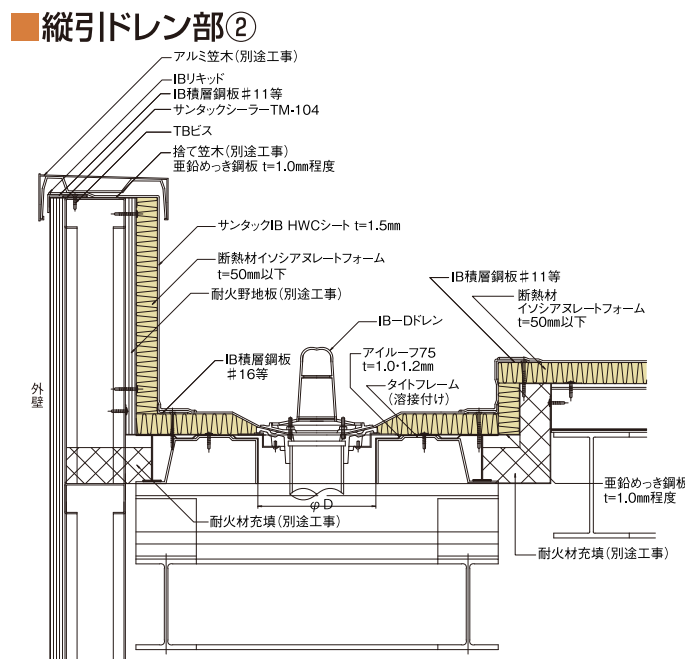 ■縦引ドレン部②
アルミ笠木(別途工事)
IBリキッド
IB積層鋼板♯11等
サンタックシーラーTM-104
TBビス
捨て笠木(別途工事)
亜鉛めっき鋼板 t=1.0mm程度
サンタックIB HWCシート t=1.5mm
断熱材イソシアヌレートフォーム
t=50mm以下
耐火野地板(別途工事)
IB積層鋼板♯11等
断熱材
イソシアヌレートフォーム
t=50mm以下
IBーDドレン
IB積層鋼板
♯16等
アイルーフ75
t=1.0・1.2mm
タイトフレーム
(溶接付け)
外壁
φD
亜鉛めっき鋼板
t=1.0mm程度
耐火材充填(別途工事)
耐火材充填(別途工事)